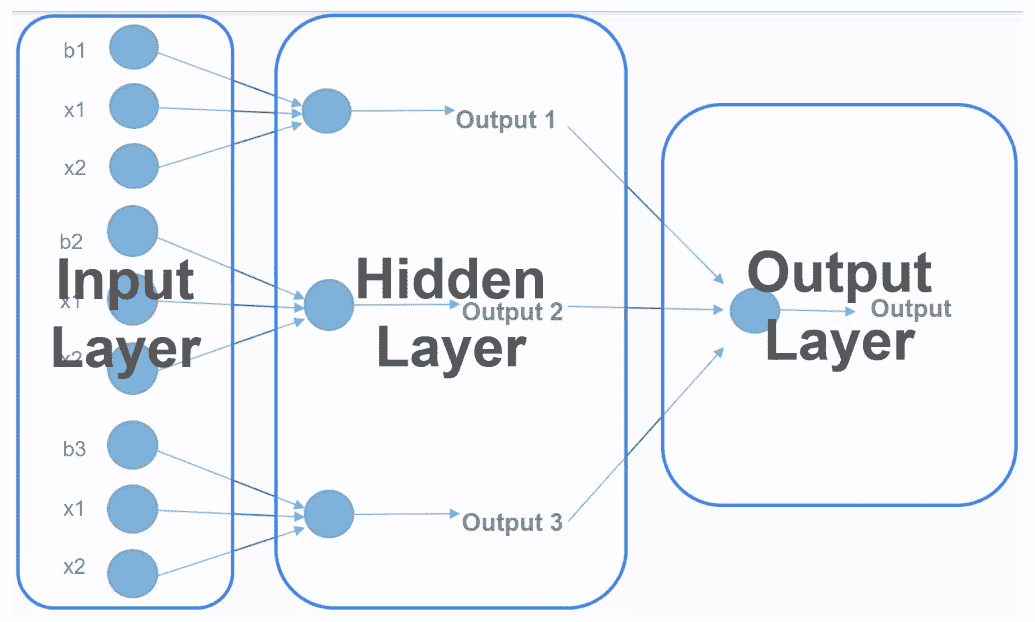 b1
x1
x2
b2
x1
x2
b3
x1
x2
Input
Layer
Output 1
Output 2
Output 3
Hidden
Layer
Output
Layer
Output